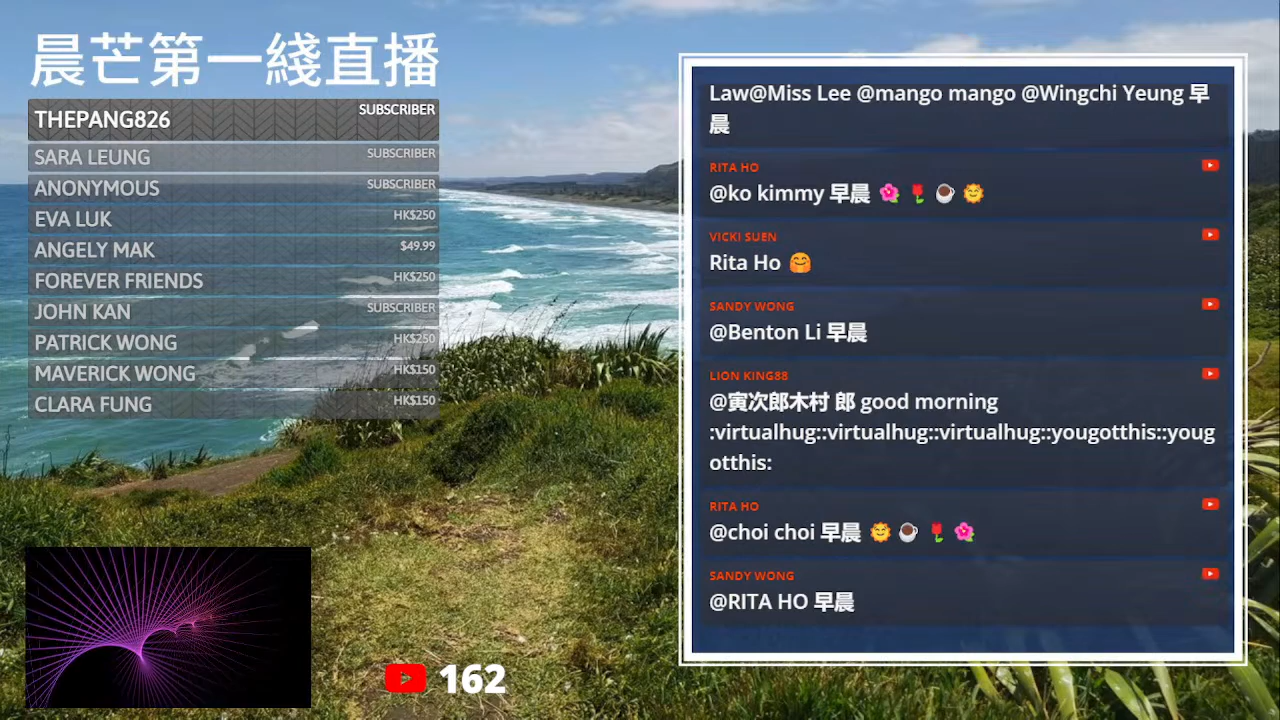 晨芒第一綫直播
THEPANG826 SUBSCRIBER
SARA LEUNG SUBSCRIBER
ANONYMOUS SUBSCRIBER
EVA LUK HK$250
ANGELY MAK $49.99
FOREVER FRIENDS HK$250
JOHN KAN SUBSCRIBER
PATRICK WONG HK$250
MAVERICK WONG HK$150
CLARA FUNG HK$150
162
Law@Miss Lee @mango mango @Wingchi Yeung 早
晨
RITA HO
@ko kimmy 早晨 🌺 🌷 ☕ 🌞
VICKI SUEN
Rita Ho 🤗
SANDY WONG
@Benton Li 早晨
LION KING88
@寅次郎木村 郎 good morning
:virtualhug::virtualhug::virtualhug::yougotthis::youg
otthis:
RITA HO
@choi choi 早晨 🌞 ☕ 🌷 🌺
SANDY WONG
@RITA HO 早晨